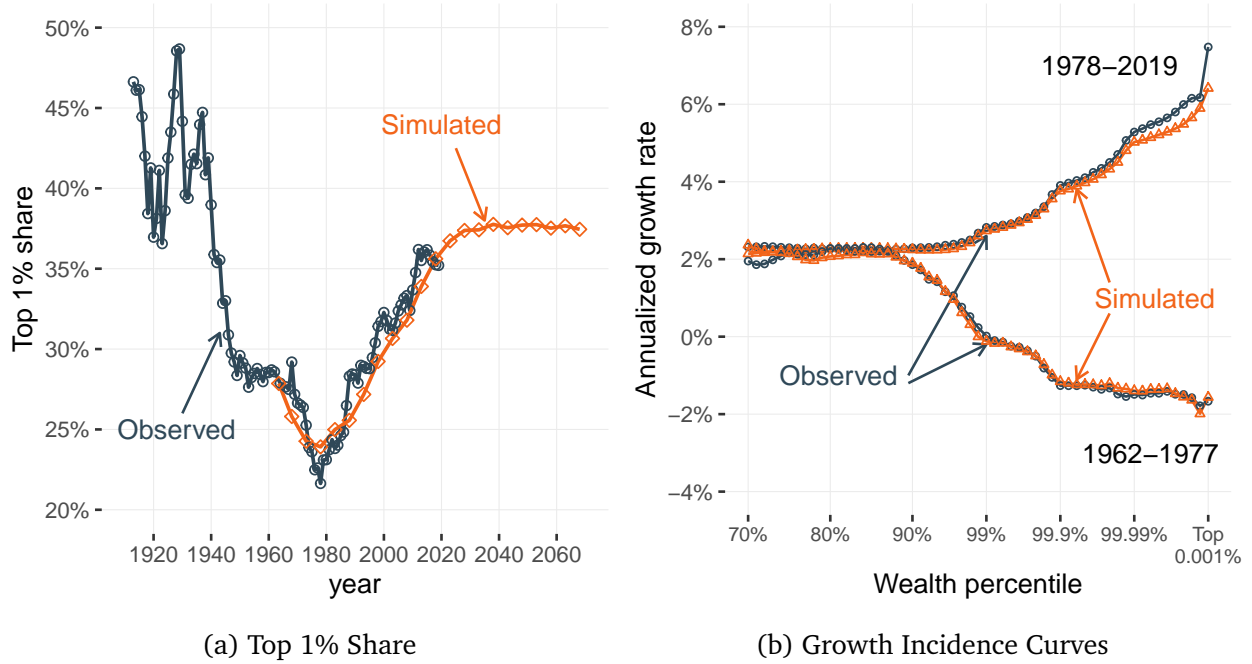 50%
45%
40%
35%
30%
25%
20%
Top 1% share
Simulated
Observed
1920 1940 1960 1980 2000 2020 2040 2060
year
(a) Top 1% Share
8%
6%
4%
2%
0%
−2%
−4%
Annualized growth rate
1978−2019
Simulated
Observed
1962−1977
70% 80% 90% 99% 99.9% 99.99% Top
0.001%
Wealth percentile
(b) Growth Incidence Curves